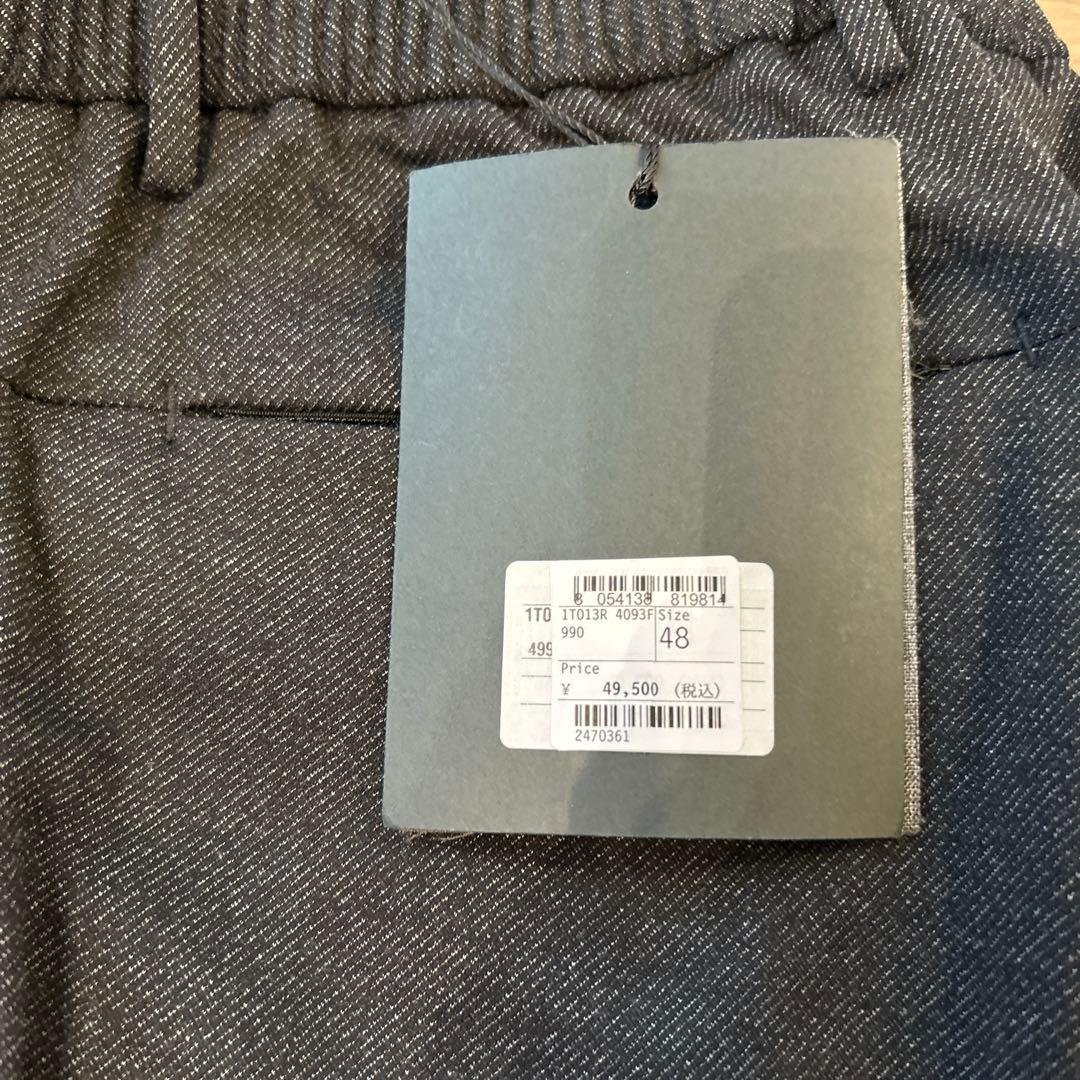 8 054138 819814
1T013R 4093F Size
990
48
1T0
499
Price
¥ 49,500 (税込)
2470361